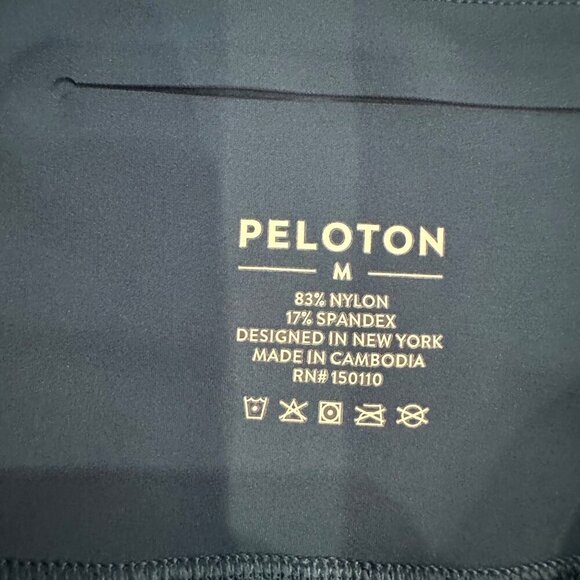 PELOTON
M
83% NYLON
17% SPANDEX
DESIGNED IN NEW YORK
MADE IN CAMBODIA
RN# 150110